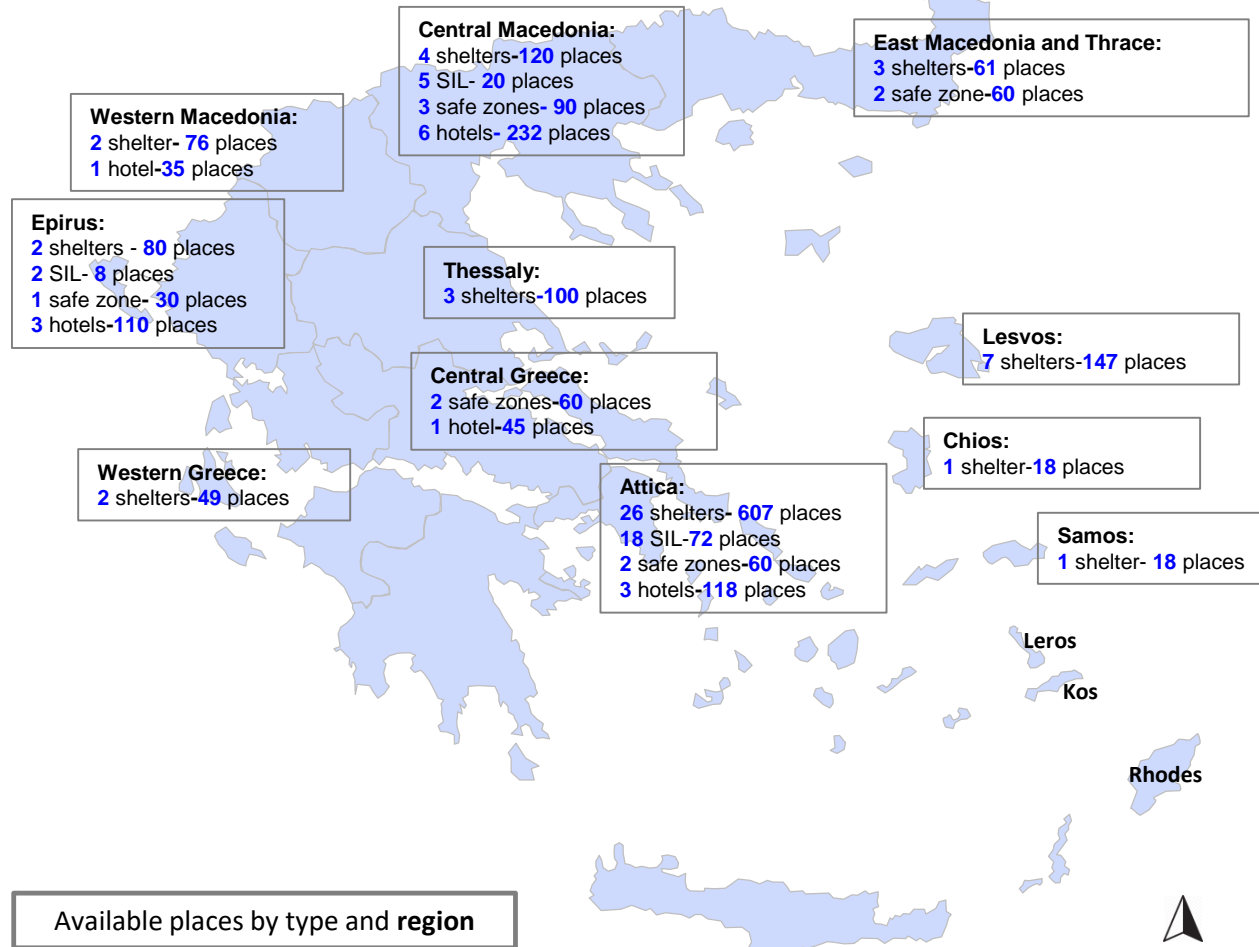 Central Macedonia:
4 shelters-120 places
5 SIL- 20 places
3 safe zones- 90 places
6 hotels- 232 places
East Macedonia and Thrace:
3 shelters-61 places
2 safe zone-60 places
Western Macedonia:
2 shelter- 76 places
1 hotel-35 places
Epirus:
2 shelters - 80 places
2 SIL- 8 places
1 safe zone- 30 places
3 hotels-110 places
Thessaly:
3 shelters-100 places
Lesvos:
7 shelters-147 places
Central Greece:
2 safe zones-60 places
1 hotel-45 places
Chios:
1 shelter-18 places
Western Greece:
2 shelters-49 places
Attica:
26 shelters- 607 places
18 SIL-72 places
2 safe zones-60 places
3 hotels-118 places
Samos:
1 shelter- 18 places
Leros
Kos
Rhodes
Available places by type and region